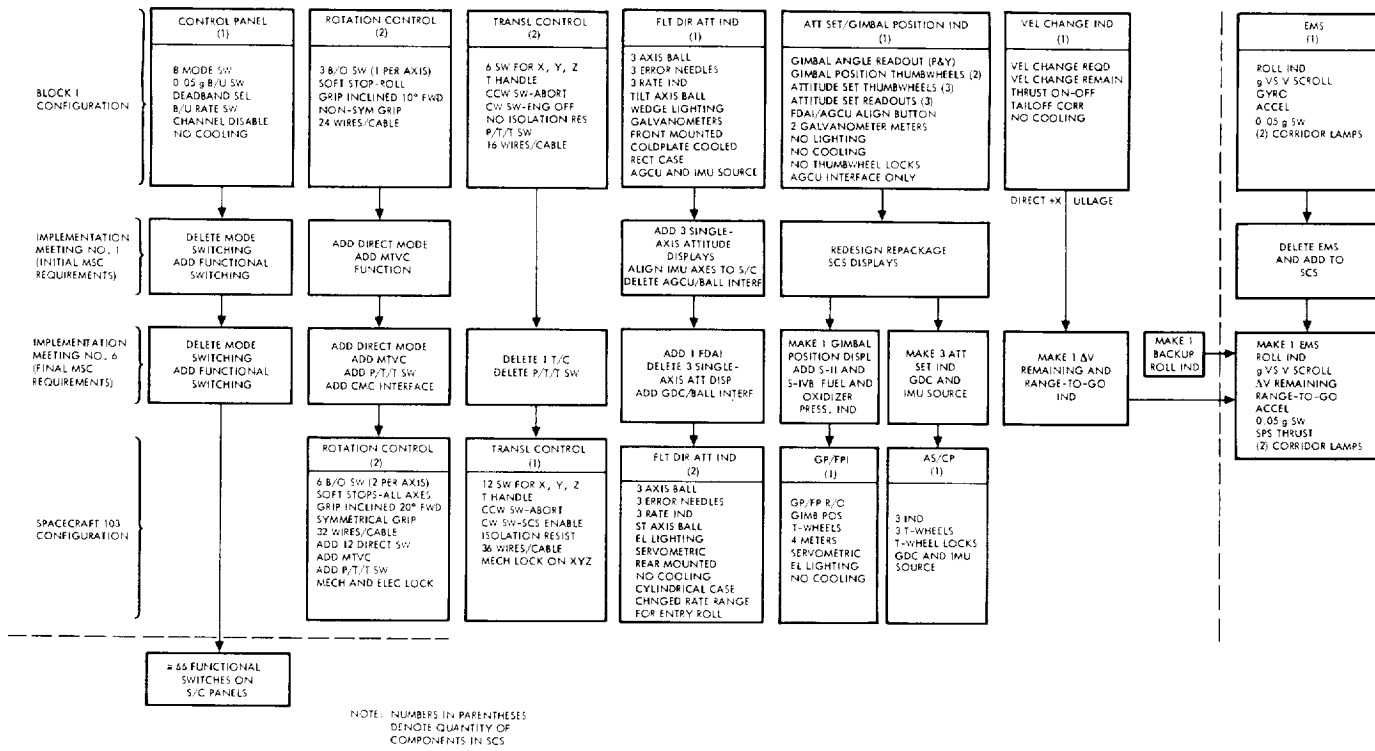 BLOCK I
CONFIGURATION
CONTROL PANEL
(1)
8 MODE SW
0.05 g B/U SW
DEADBAND SEL
B/U RATE SW
CHANNEL DISABLE
NO COOLING
ROTATION CONTROL
(2)
3 B/O SW (1 PER AXIS)
SOFT STOP-ROLL
GRIP INCLINED 10° FWD
NON-SYM GRIP
24 WIRES/CABLE
TRANSL CONTROL
(2)
6 SW FOR X, Y, Z
T HANDLE
CCW SW-ABORT
CW SW-ENG OFF
NO ISOLATION RES
P/T/T SW
16 WIRES/CABLE
FLT DIR ATT IND
(1)
3 AXIS BALL
3 ERROR NEEDLES
3 RATE IND
TILT AXIS BALL
WEDGE LIGHTING
GALVANOMETERS
FRONT MOUNTED
COLDPLATE COOLED
RECT CASE
AGCU AND IMU SOURCE
ATT SET/GIMBAL POSITION IND
(1)
GIMBAL ANGLE READOUT (P&Y)
GIMBAL POSITION THUMBWHEELS (2)
ATTITUDE SET THUMBWHEELS (3)
ATTITUDE SET READOUTS (3)
FDAI/AGCU ALIGN BUTTON
2 GALVANOMETER METERS
NO LIGHTING
NO COOLING
NO THUMBWHEEL LOCKS
AGCU INTERFACE ONLY
VEL CHANGE IND
(1)
VEL CHANGE REQD
VEL CHANGE REMAIN
THRUST ON-OFF
TAILOFF CORR
NO COOLING
DIRECT +X ULLAGE
EMS
(1)
ROLL IND
g VS V SCROLL
GYRO
ACCEL
0.05 g SW
(2) CORRIDOR LAMPS
IMPLEMENTATION
MEETING NO. 1
(INITIAL MSC
REQUIREMENTS)
DELETE MODE
SWITCHING
ADD FUNCTIONAL
SWITCHING
ADD DIRECT MODE
ADD MTVC
FUNCTION
ADD 3 SINGLE-
AXIS ATTITUDE
DISPLAYS
ALIGN IMU AXES TO S/C
DELETE AGCU/BALL INTERF
REDESIGN REPACKAGE
SCS DISPLAYS
DELETE EMS
AND ADD TO
SCS
IMPLEMENTATION
MEETING NO. 6
(FINAL MSC
REQUIREMENTS)
DELETE MODE
SWITCHING
ADD FUNCTIONAL
SWITCHING
ADD DIRECT MODE
ADD MTVC
ADD P/T/T SW
ADD CMC INTERFACE
DELETE 1 T/C
DELETE P/T/T SW
ADD 1 FDAI
DELETE 3 SINGLE-
AXIS ATT DISP
ADD GDC/BALL INTERF
MAKE 1 GIMBAL
POSITION DISPL
ADD S-II AND
S-IVB FUEL AND
OXIDIZER
PRESS. IND
MAKE 3 ATT
SET IND
GDC AND
IMU SOURCE
MAKE 1 ΔV
REMAINING AND
RANGE-TO-GO
IND
MAKE 1
BACKUP
ROLL IND
MAKE 1 EMS
ROLL IND
g VS V SCROLL
ΔV REMAINING
RANGE-TO-GO
ACCEL
0.05 g SW
SPS THRUST
(2) CORRIDOR LAMPS
SPACECRAFT 103
CONFIGURATION
ROTATION CONTROL
(2)
6 B/O SW (2 PER AXIS)
SOFT STOPS-ALL AXES
GRIP INCLINED 20° FWD
SYMMETRICAL GRIP
32 WIRES/CABLE
ADD 12 DIRECT SW
ADD MTVC
ADD P/T/T SW
MECH AND ELEC LOCK
TRANSL CONTROL
(1)
12 SW FOR X, Y, Z
T HANDLE
CCW SW-ABORT
CW SW-SCS ENABLE
ISOLATION RESIST
36 WIRES/CABLE
MECH LOCK ON XYZ
FLT DIR ATT IND
(2)
3 AXIS BALL
3 ERROR NEEDLES
3 RATE IND
ST AXIS BALL
EL LIGHTING
SERVOMETRIC
REAR MOUNTED
NO COOLING
CYLINDRICAL CASE
CHNGED RATE RANGE
FOR ENTRY ROLL
GP/FPI
(1)
GP/FP R/O
GIMB POS
T-WHEELS
4 METERS
SERVOMETRIC
EL LIGHTING
NO COOLING
AS/CP
(1)
3 IND
3 T-WHEELS
T-WHEEL LOCKS
GDC AND IMU
SOURCE
≅ 66 FUNCTIONAL
SWITCHES ON
S/C PANELS
NOTE: NUMBERS IN PARENTHESES
DENOTE QUANTITY OF
COMPONENTS IN SCS